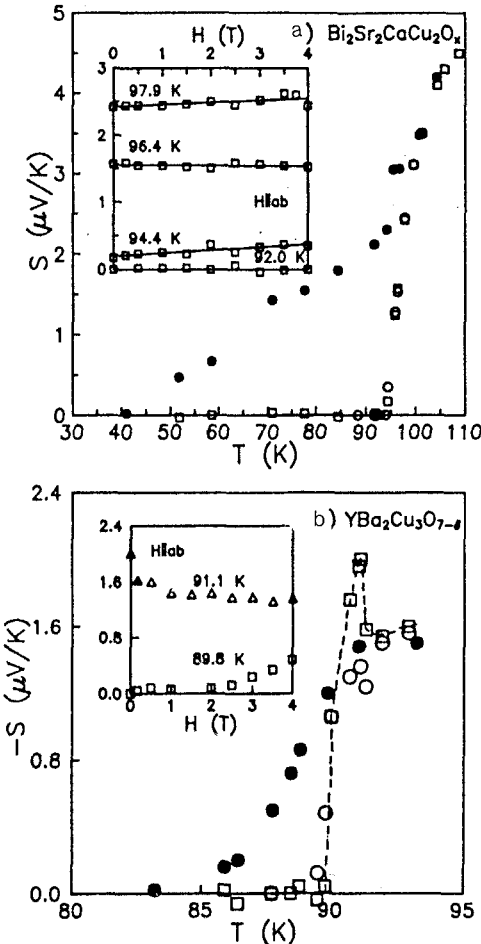 H (T)
a) Bi₂Sr₂CaCu₂Oₓ
0 1 2 3 4
5
4
3
2
1
0
S (μV/K)
3
2
1
0
97.9 K
96.4 K
H∥ab
94.4 K
92.0 K
30 40 50 60 70 80 90 100 110
T (K)
2.4
1.6
0.8
0.0
-S (μV/K)
b) YBa₂Cu₃O₇₋δ
2.4
1.6
0.8
0.0
H∥ab
91.1 K
89.8 K
0 1 2 3 4
H (T)
80 85 90 95
T (K)